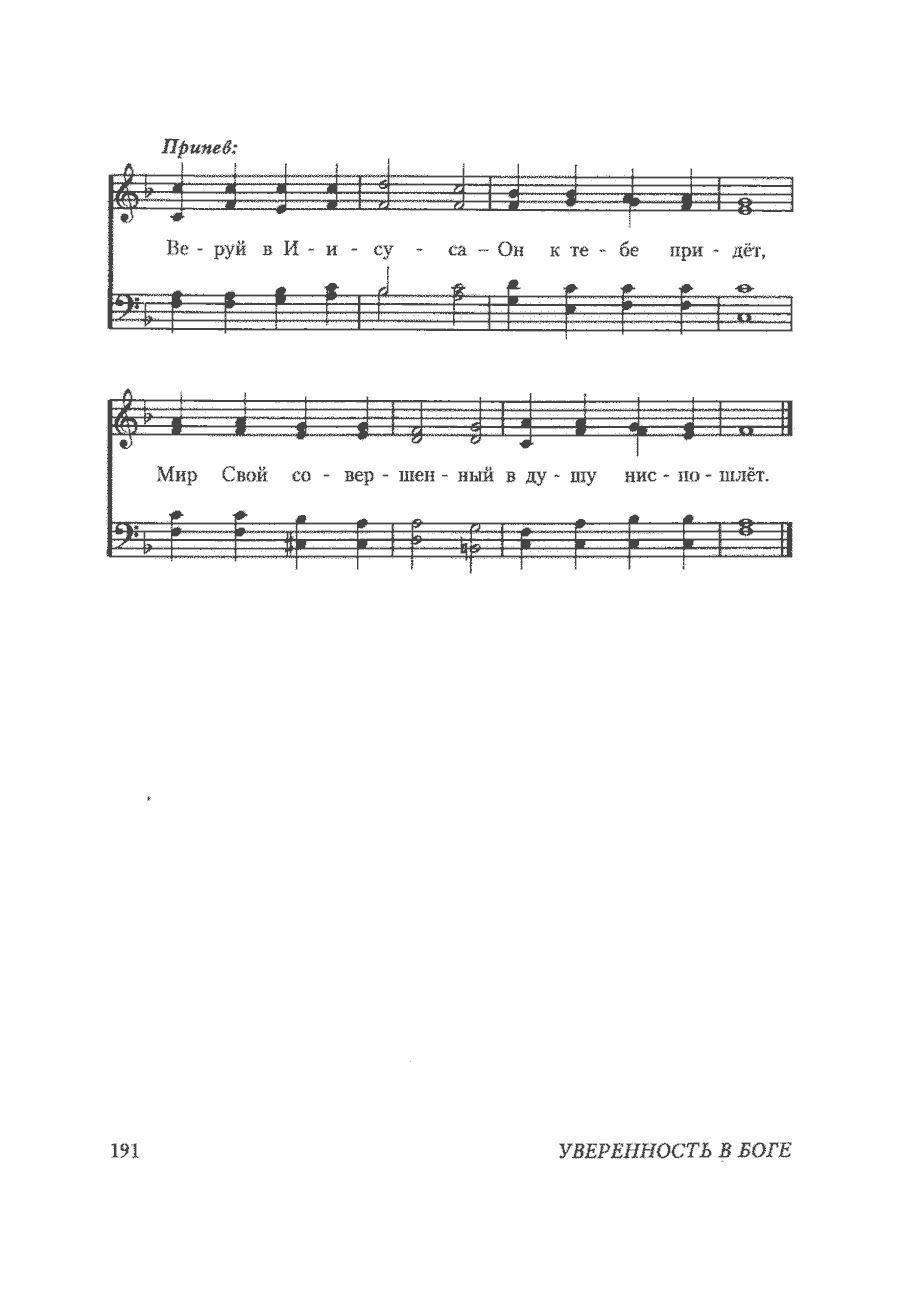 Припев:
Ве - руй в И - и - су - са – Он к те - бе при - дёт,
Мир Свой со - вер - шен - ный в ду - шу нис - по - шлёт.
191 УВЕРЕННОСТЬ В БОГЕ